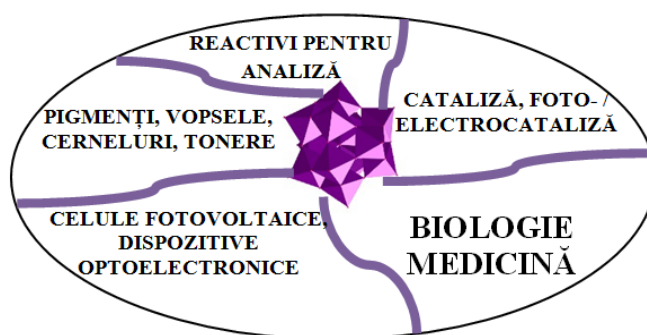 REACTIVI PENTRU
ANALIZĂ
CATALIZĂ, FOTO- /
ELECTROCATALIZĂ
PIGMENȚI, VOPSELE,
CERNELURI, TONERE
CELULE FOTOVOLTAICE,
DISPOZITIVE
OPTOELECTRONICE
BIOLOGIE
MEDICINĂ